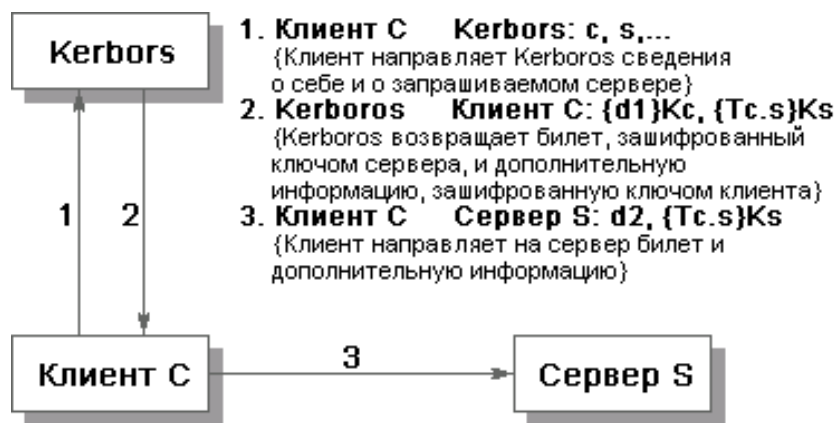 Kerbors
1. Клиент С Kerbors: c, s,...
{Клиент направляет Kerboros сведения
о себе и о запрашиваемом сервере}
2. Kerboros Клиент С: {d1}Kc, {Tc.s}Ks
{Kerboros возвращает билет, зашифрованный
ключом сервера, и дополнительную
информацию, зашифрованную ключом клиента}
3. Клиент С Сервер S: d2, {Tc.s}Ks
{Клиент направляет на сервер билет и
дополнительную информацию}
1
2
Клиент С
3
Сервер S